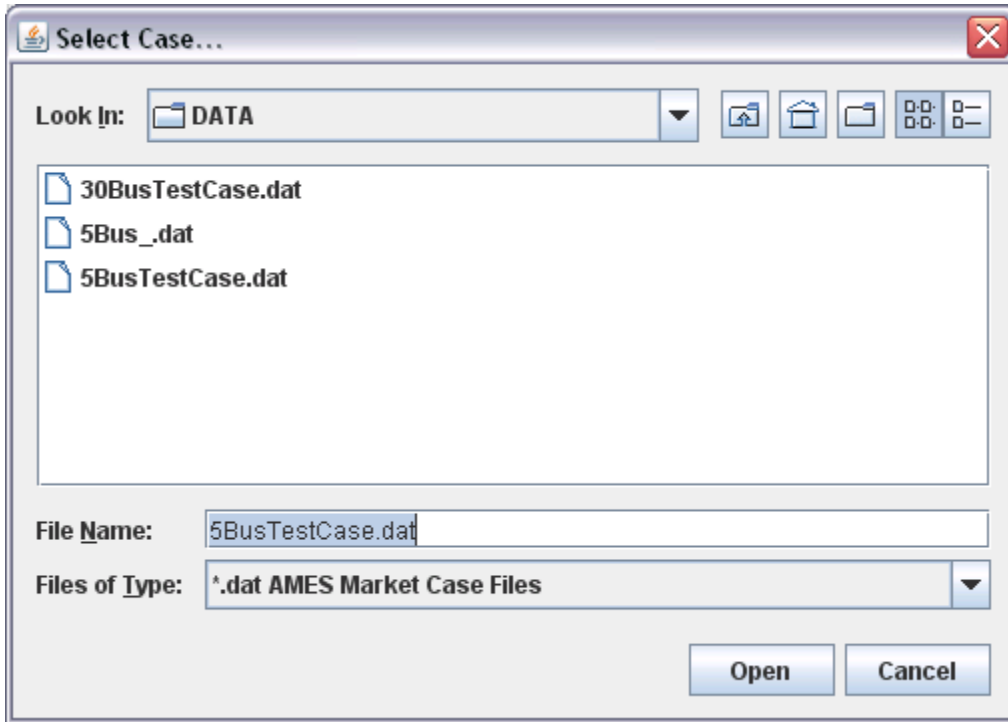 Select Case...
Look In: DATA
30BusTestCase.dat
5Bus_.dat
5BusTestCase.dat
File Name: 5BusTestCase.dat
Files of Type: *.dat AMES Market Case Files
Open Cancel